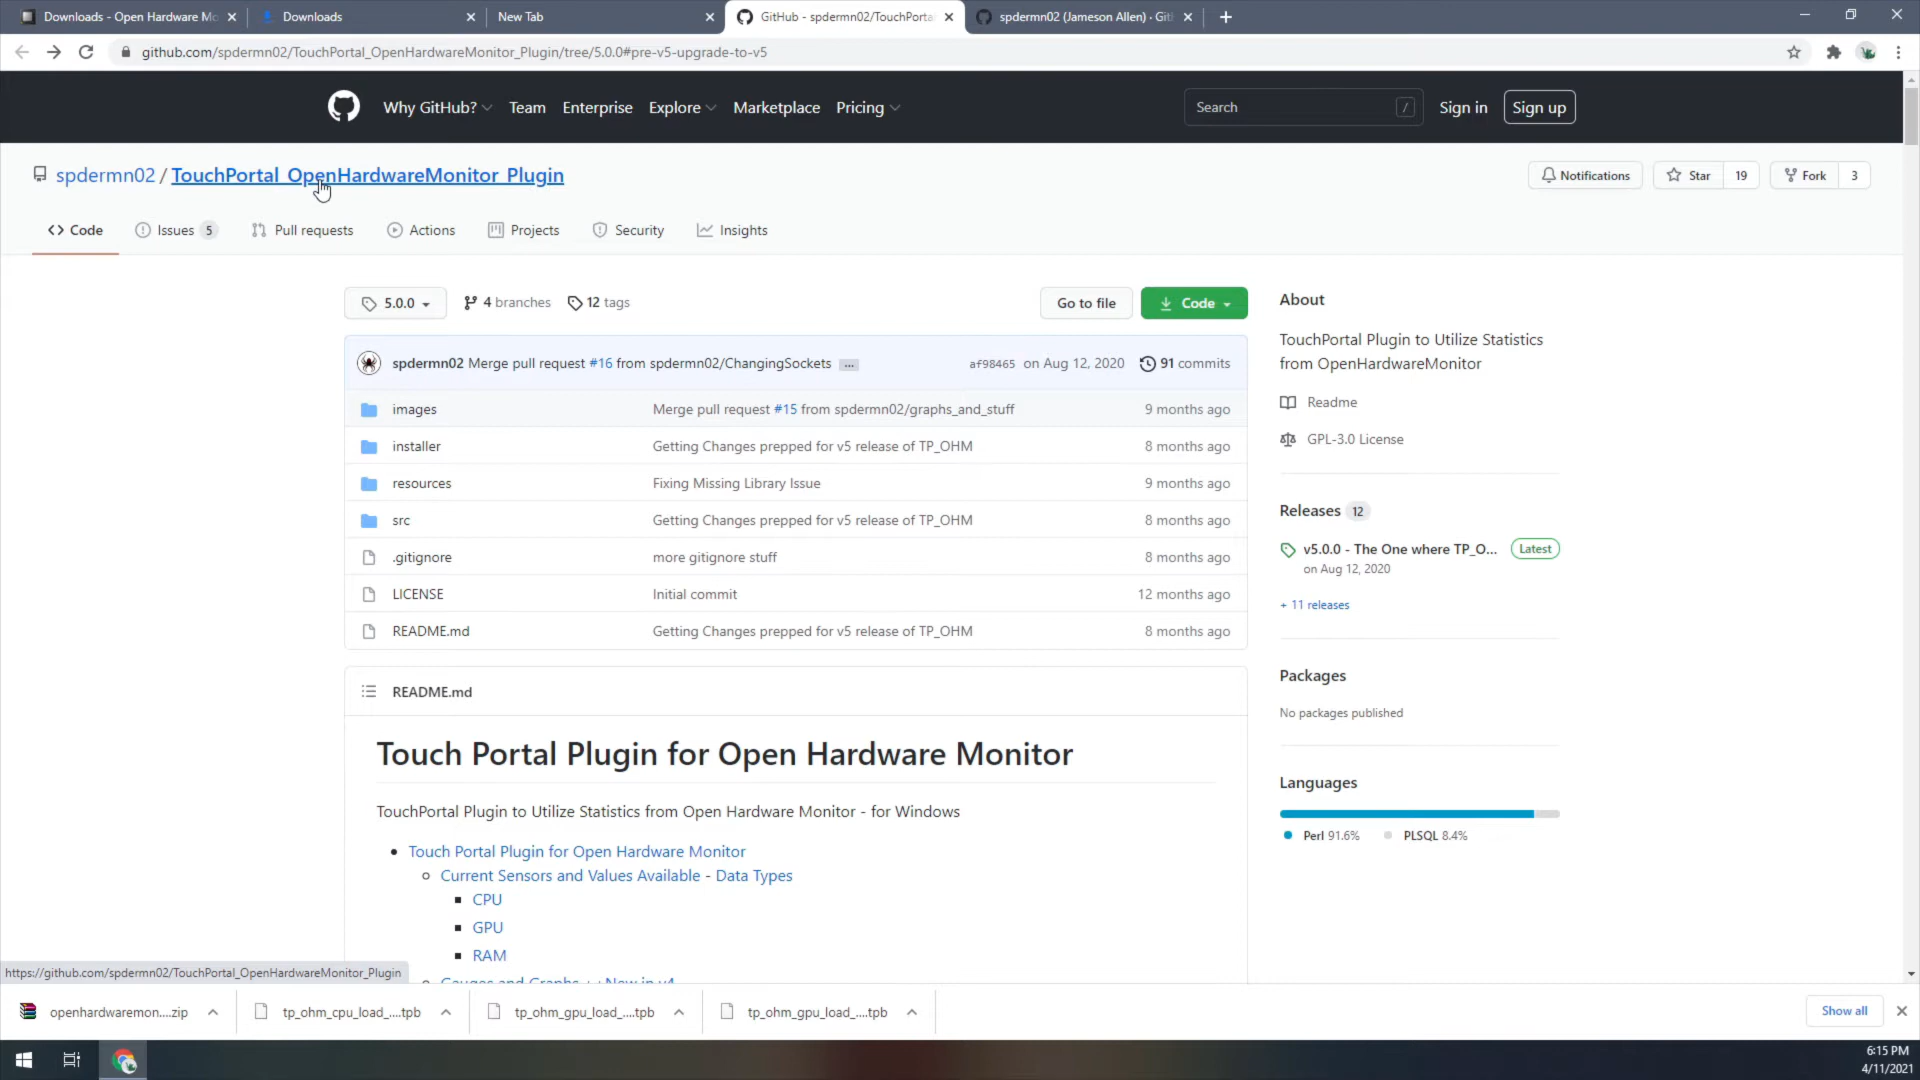 Downloads - Open Hardware Mo
Downloads
New Tab
GitHub - spdermn02/TouchPorta
spdermn02 (Jameson Allen) · Git
github.com/spdermn02/TouchPortal_OpenHardwareMonitor_Plugin/tree/5.0.0#pre-v5-upgrade-to-v5
Why GitHub?
Team
Enterprise
Explore
Marketplace
Pricing
Search
/
Sign in
Sign up
spdermn02 / TouchPortal_OpenHardwareMonitor_Plugin
Notifications
Star 19
Fork 3
Code
Issues 5
Pull requests
Actions
Projects
Security
Insights
5.0.0
4 branches
12 tags
Go to file
Code
spdermn02 Merge pull request #16 from spdermn02/ChangingSockets ... af98465 on Aug 12, 2020 91 commits
images Merge pull request #15 from spdermn02/graphs_and_stuff 9 months ago
installer Getting Changes prepped for v5 release of TP_OHM 8 months ago
resources Fixing Missing Library Issue 9 months ago
src Getting Changes prepped for v5 release of TP_OHM 8 months ago
.gitignore more gitignore stuff 8 months ago
LICENSE Initial commit 12 months ago
README.md Getting Changes prepped for v5 release of TP_OHM 8 months ago
README.md
Touch Portal Plugin for Open Hardware Monitor
TouchPortal Plugin to Utilize Statistics from Open Hardware Monitor - for Windows
Touch Portal Plugin for Open Hardware Monitor
Current Sensors and Values Available - Data Types
CPU
GPU
RAM
About
TouchPortal Plugin to Utilize Statistics
from OpenHardwareMonitor
Readme
GPL-3.0 License
Releases 12
v5.0.0 - The One where TP_O... Latest
on Aug 12, 2020
+ 11 releases
Packages
No packages published
Languages
Perl 91.6% PLSQL 8.4%
https://github.com/spdermn02/TouchPortal_OpenHardwareMonitor_Plugin
openhardwaremon....zip
tp_ohm_cpu_load_....tpb
tp_ohm_gpu_load_....tpb
tp_ohm_gpu_load_....tpb
Show all
6:15 PM
4/11/2021